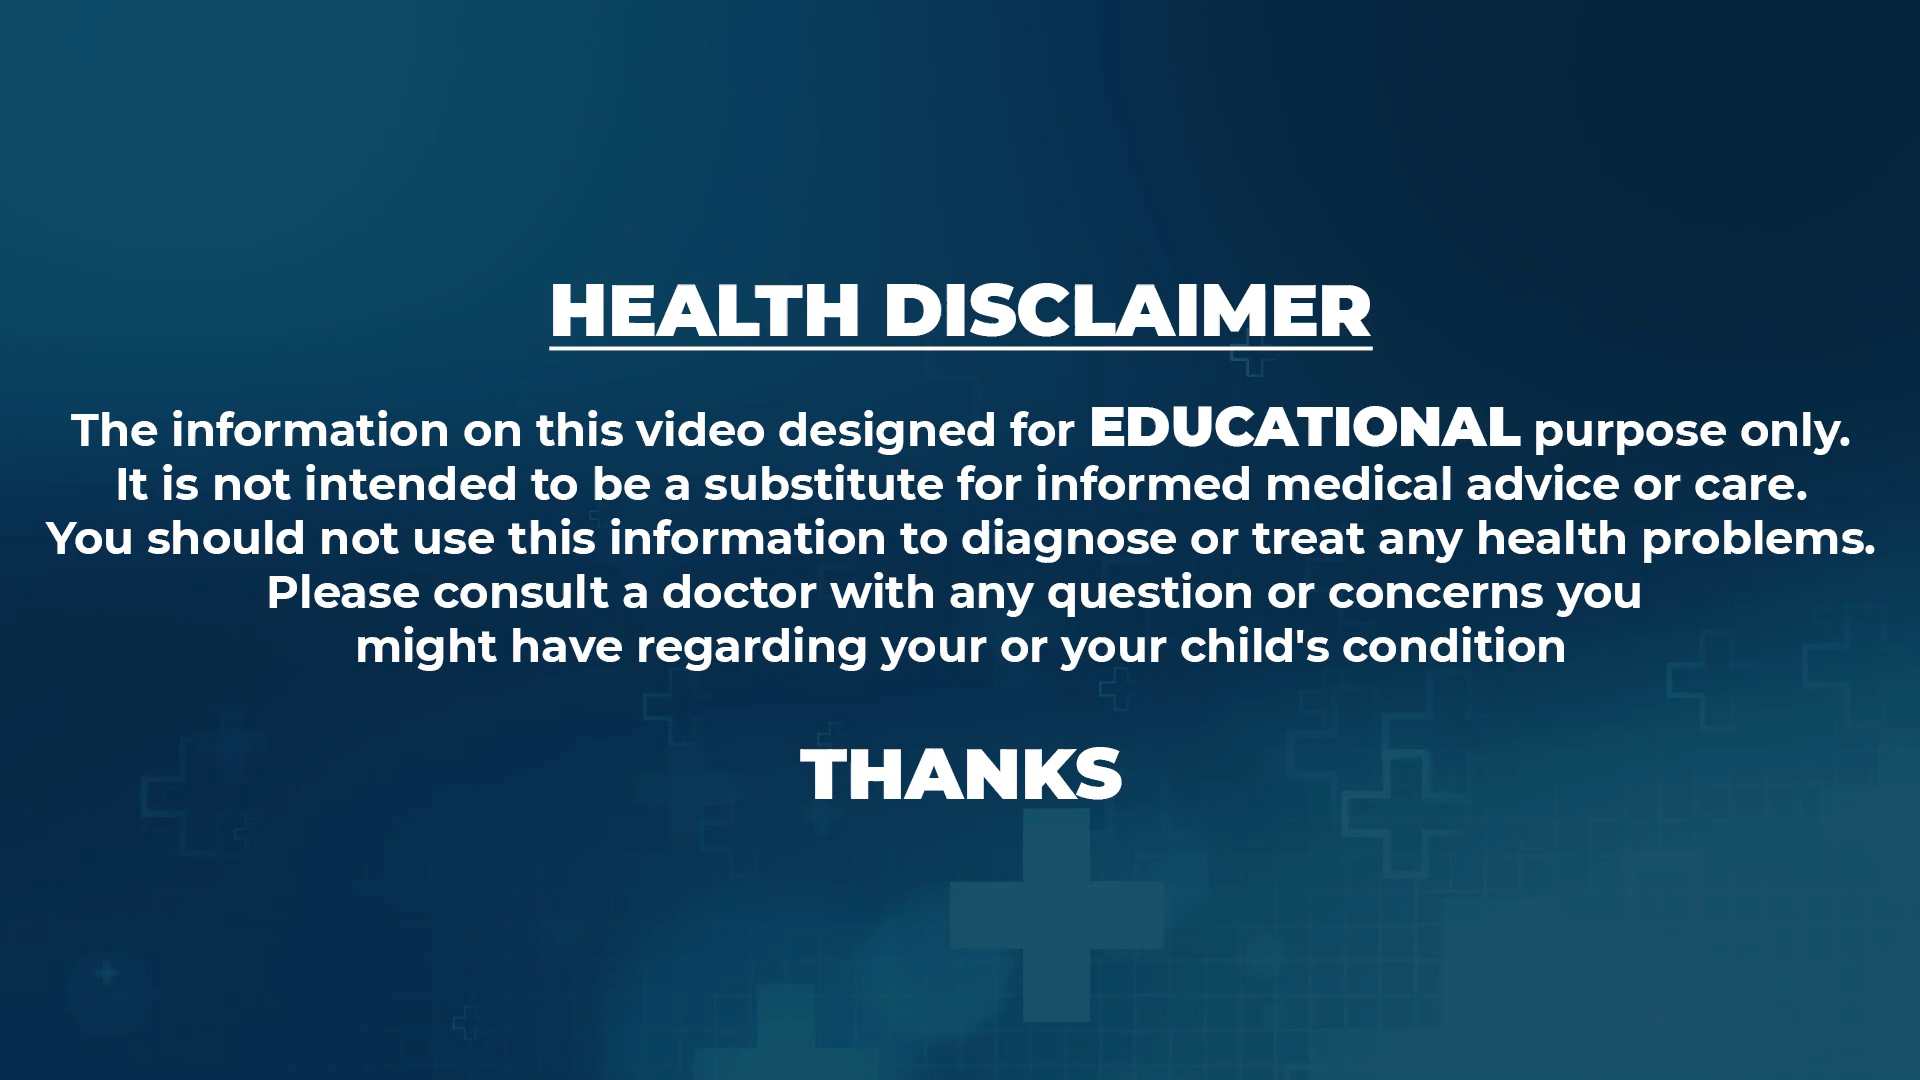 HEALTH DISCLAIMER
The information on this video designed for EDUCATIONAL purpose only.
It is not intended to be a substitute for informed medical advice or care.
You should not use this information to diagnose or treat any health problems.
Please consult a doctor with any question or concerns you
might have regarding your or your child's condition
THANKS